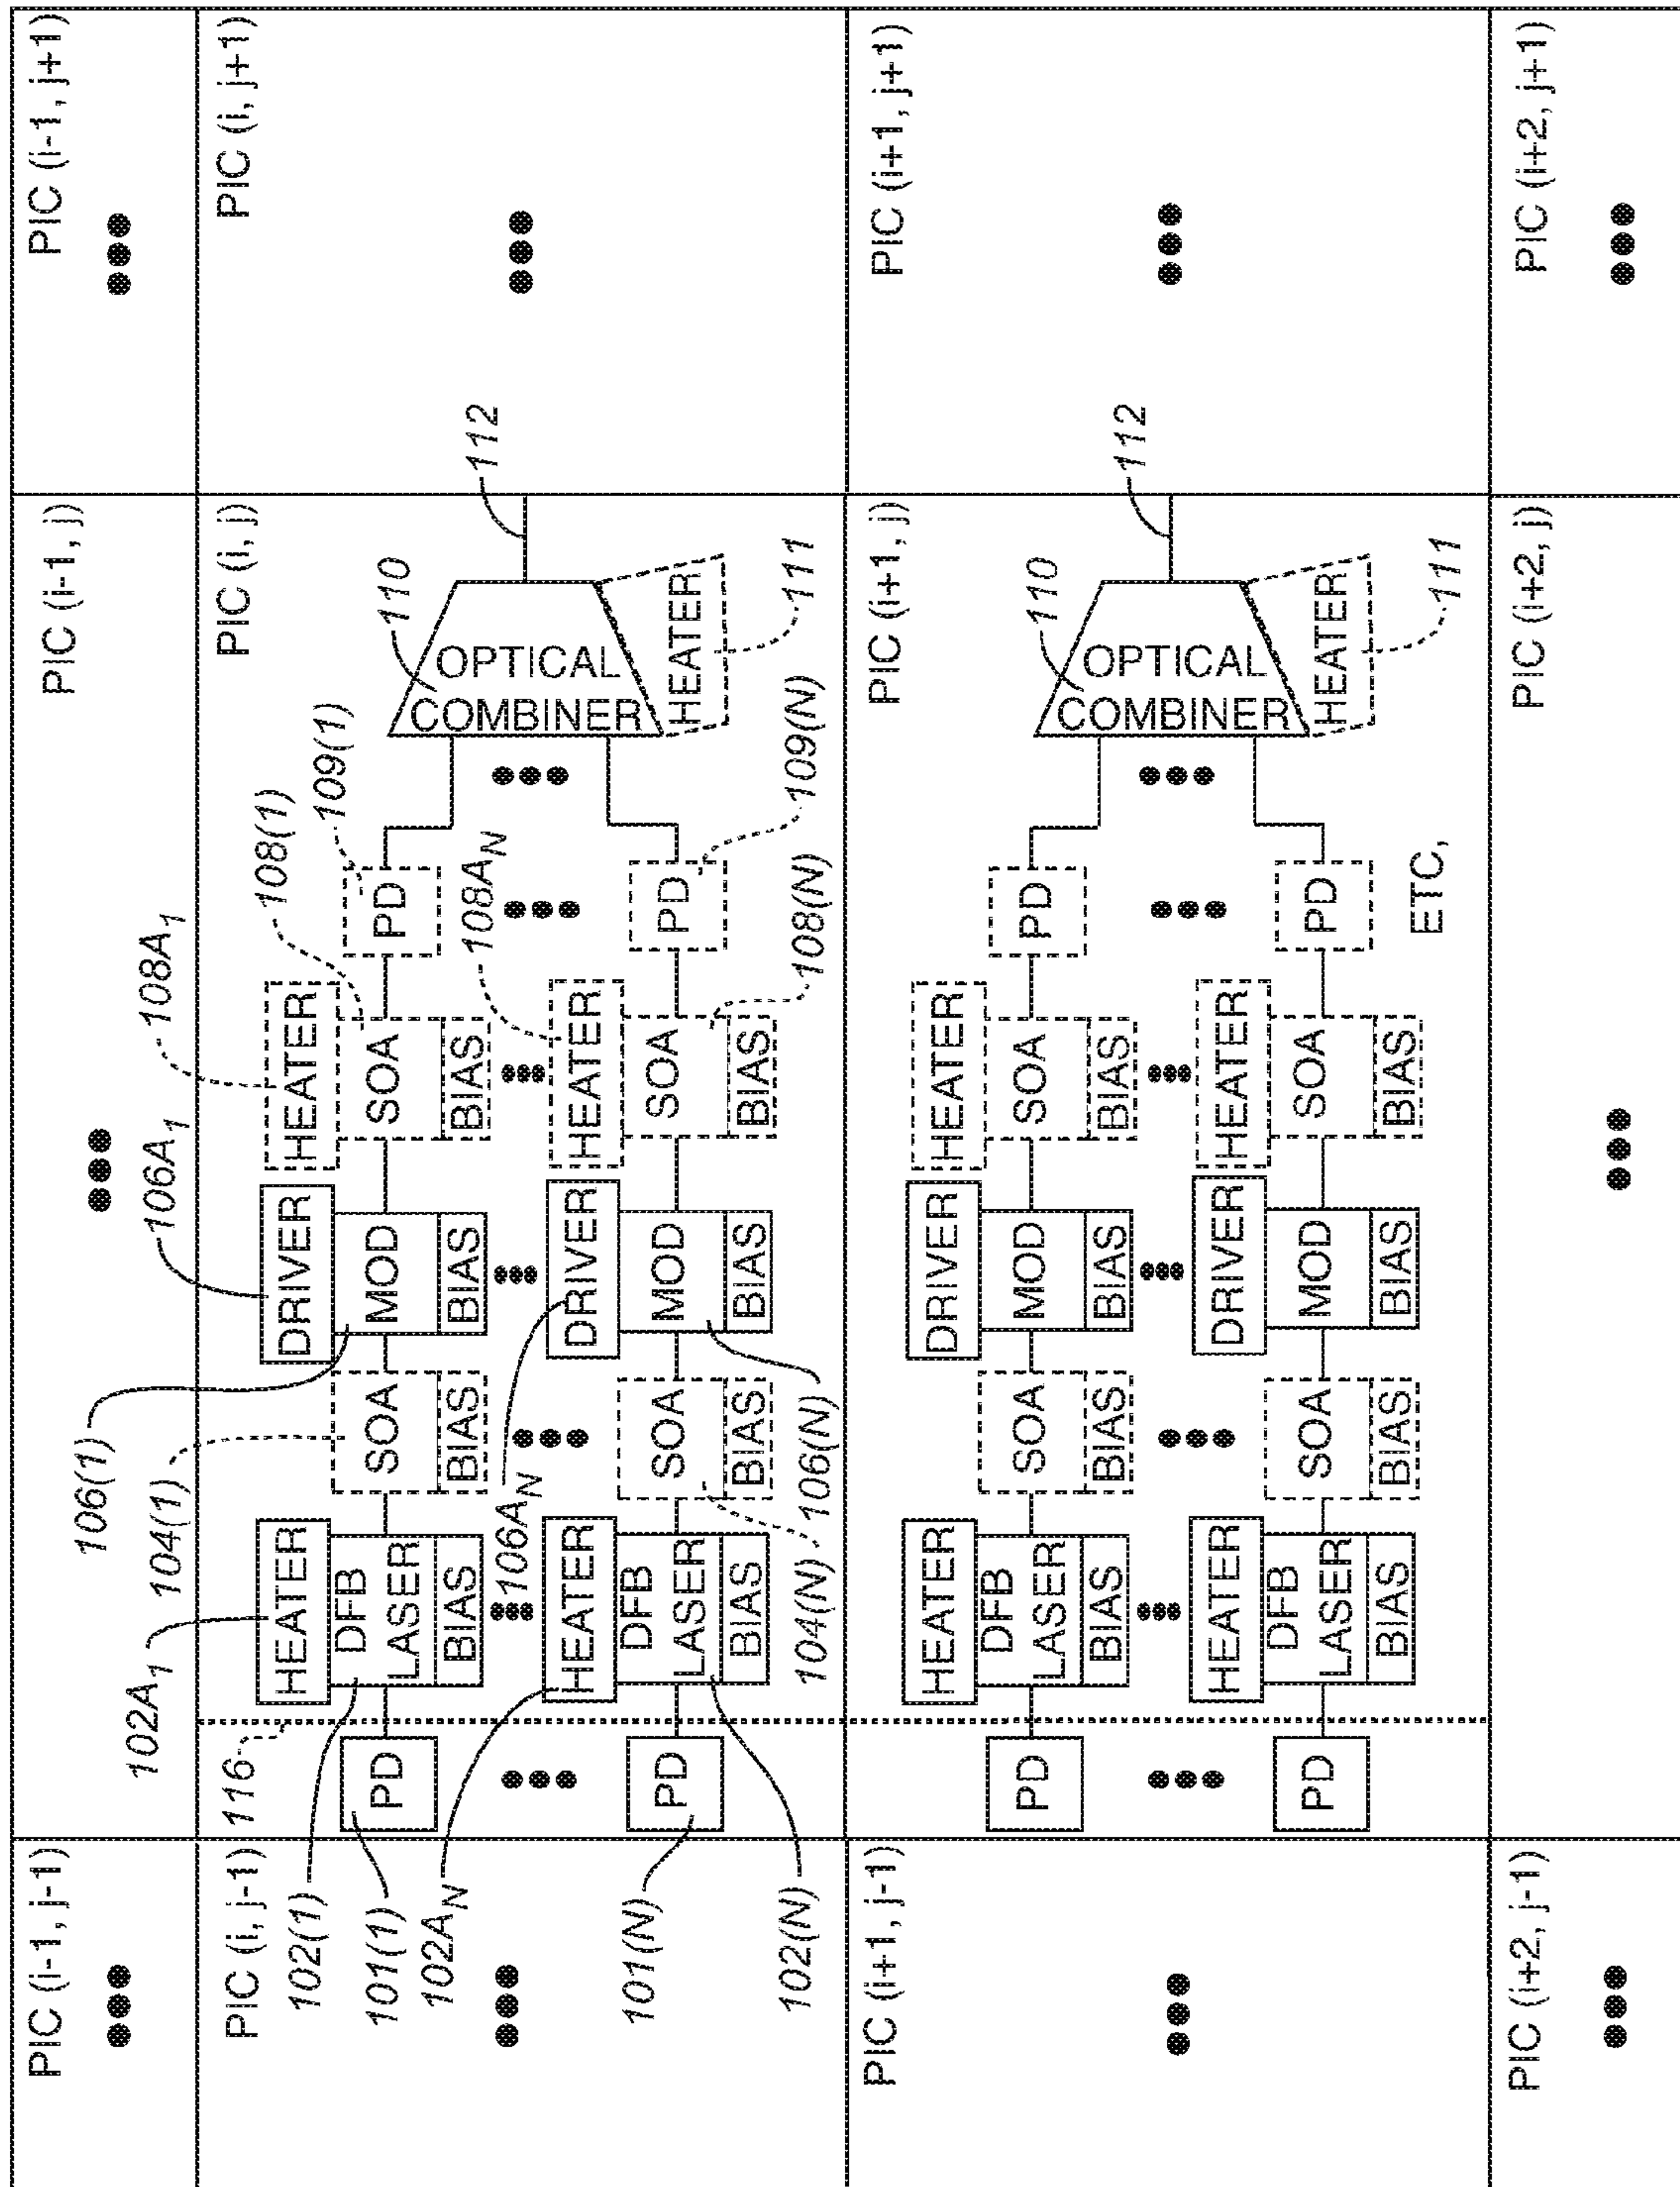 PIC (i-1, j-1)
PIC (i-1, j)
PIC (i-1, j+1)
PIC (i, j-1)
PIC (i, j)
PIC (i, j+1)
106(1)
102A1
104(1)
106A1
108A1
116
108(1)
109(1)
102(1)
101(1)
102AN
HEATER
DFB
LASER
BIAS
SOA
BIAS
DRIVER
MOD
BIAS
HEATER
SOA
BIAS
PD
PD
110
112
OPTICAL
COMBINER
HEATER
111
106AN
108AN
HEATER
DFB
LASER
BIAS
SOA
BIAS
DRIVER
MOD
BIAS
HEATER
SOA
BIAS
PD
PD
101(N)
102(N)
104(N)
106(N)
108(N)
109(N)
PIC (i+1, j-1)
PIC (i+1, j)
PIC (i+1, j+1)
PD
HEATER
DFB
LASER
BIAS
SOA
BIAS
DRIVER
MOD
BIAS
HEATER
SOA
BIAS
PD
110
112
OPTICAL
COMBINER
HEATER
111
PD
HEATER
DFB
LASER
BIAS
SOA
BIAS
DRIVER
MOD
BIAS
HEATER
SOA
BIAS
PD
ETC,
PIC (i+2, j-1)
PIC (i+2, j)
PIC (i+2, j+1)